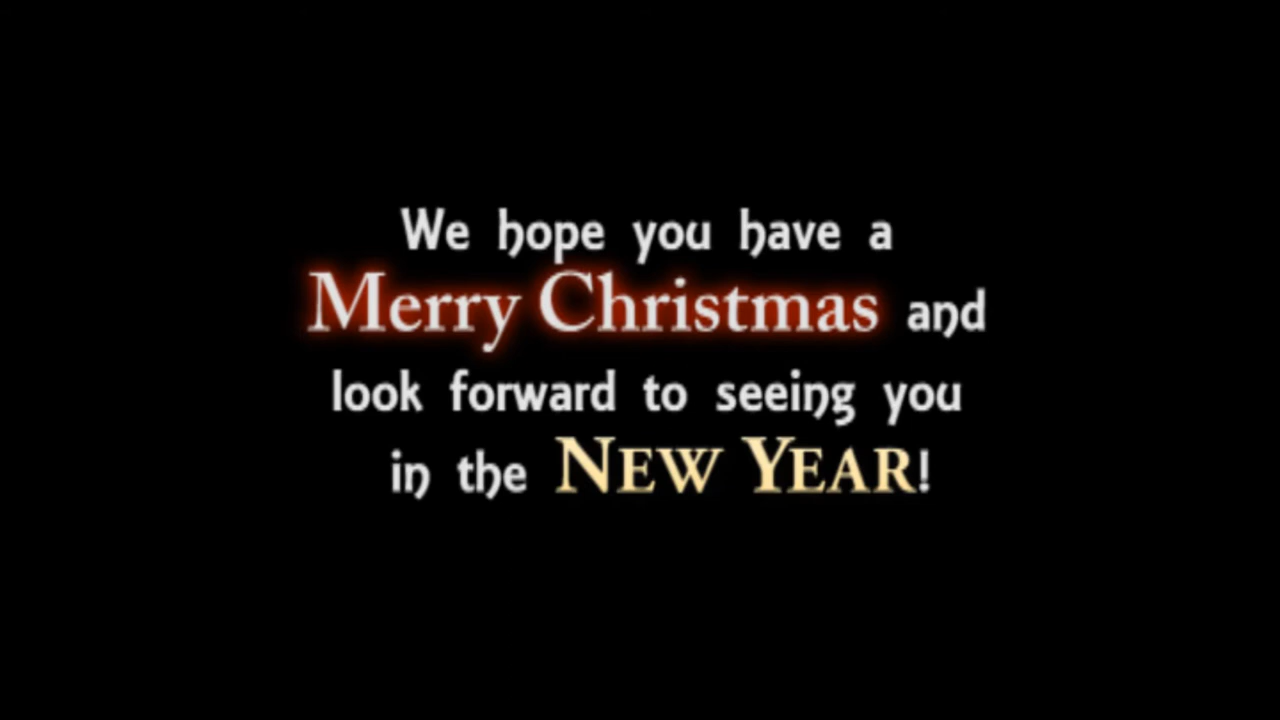 We hope you have a
Merry Christmas and
look forward to seeing you
in the NEW YEAR!